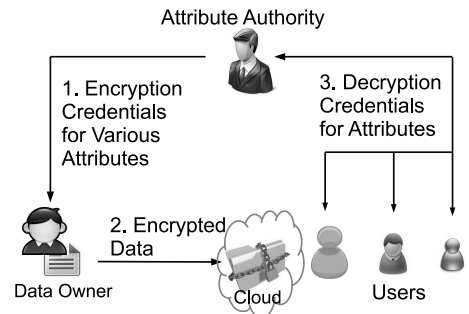 Attribute Authority
1. Encryption
Credentials
for Various
Attributes
3. Decryption
Credentials
for Attributes
2. Encrypted
Data
Data Owner
Cloud
Users